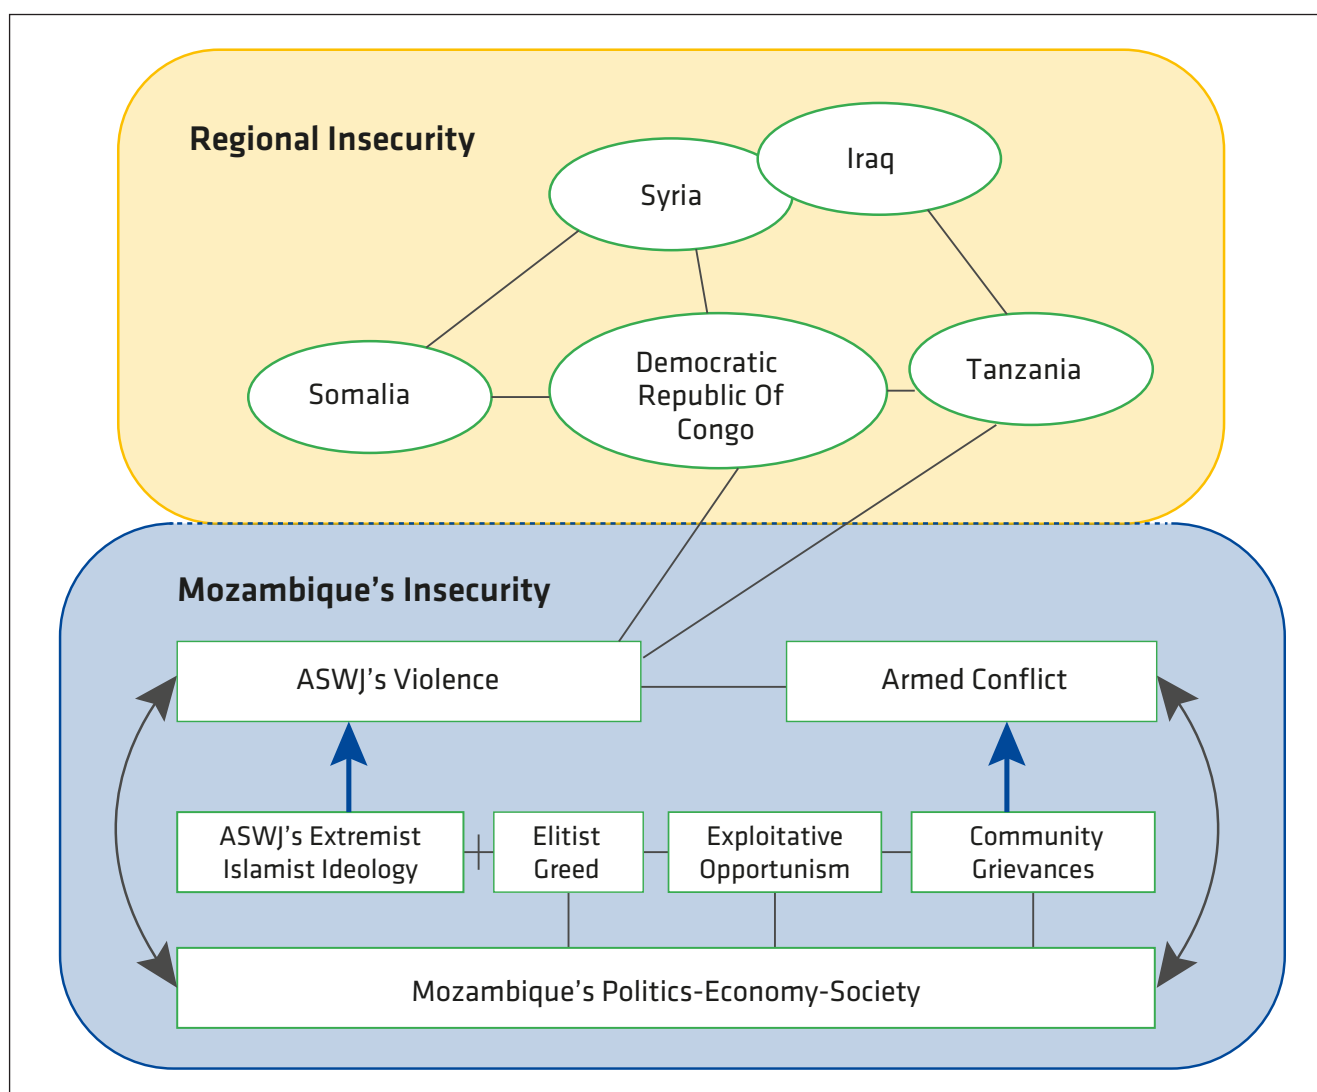 Regional Insecurity
Iraq
Syria
Democratic
Republic Of
Congo
Tanzania
Somalia
Mozambique’s Insecurity
ASWJ’s Violence
Armed Conflict
ASWJ’s Extremist
Islamist Ideology
Elitist
Greed
Exploitative
Opportunism
Community
Grievances
Mozambique’s Politics-Economy-Society